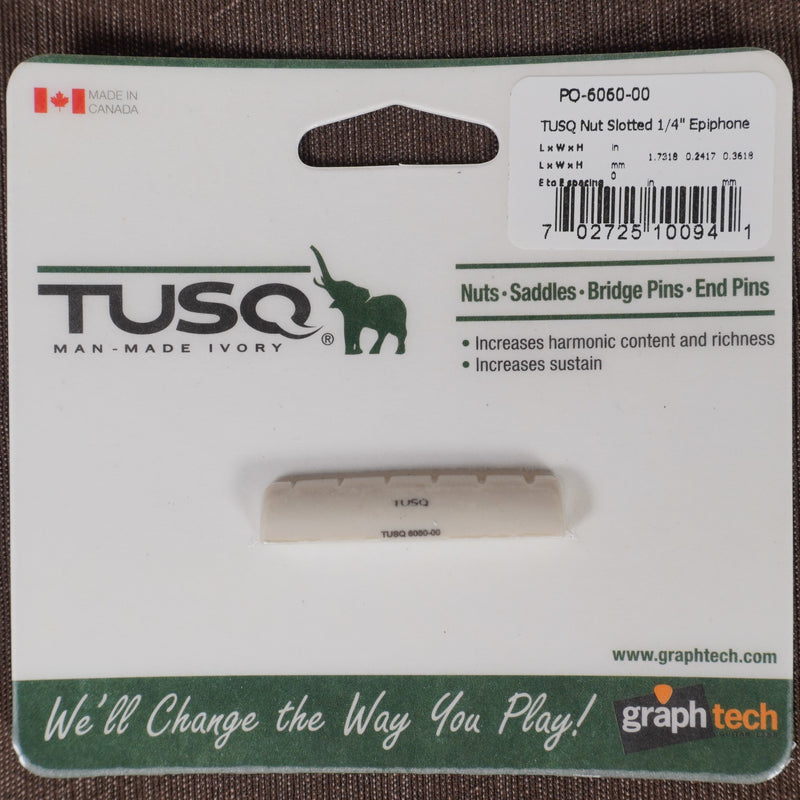 MADE IN
CANADA
PQ-6060-00
TUSQ Nut Slotted 1/4" Epiphone
L x W x H in
L x W x H mm 1.7318 0.2417 0.3618
E to E spacing 0 in mm
7 02725 10094 1
TUSQ®
MAN-MADE IVORY
Nuts • Saddles • Bridge Pins • End Pins
• Increases harmonic content and richness
• Increases sustain
TUSQ
TUSQ 6060-00
www.graphtech.com
We'll Change the Way You Play!
graph tech